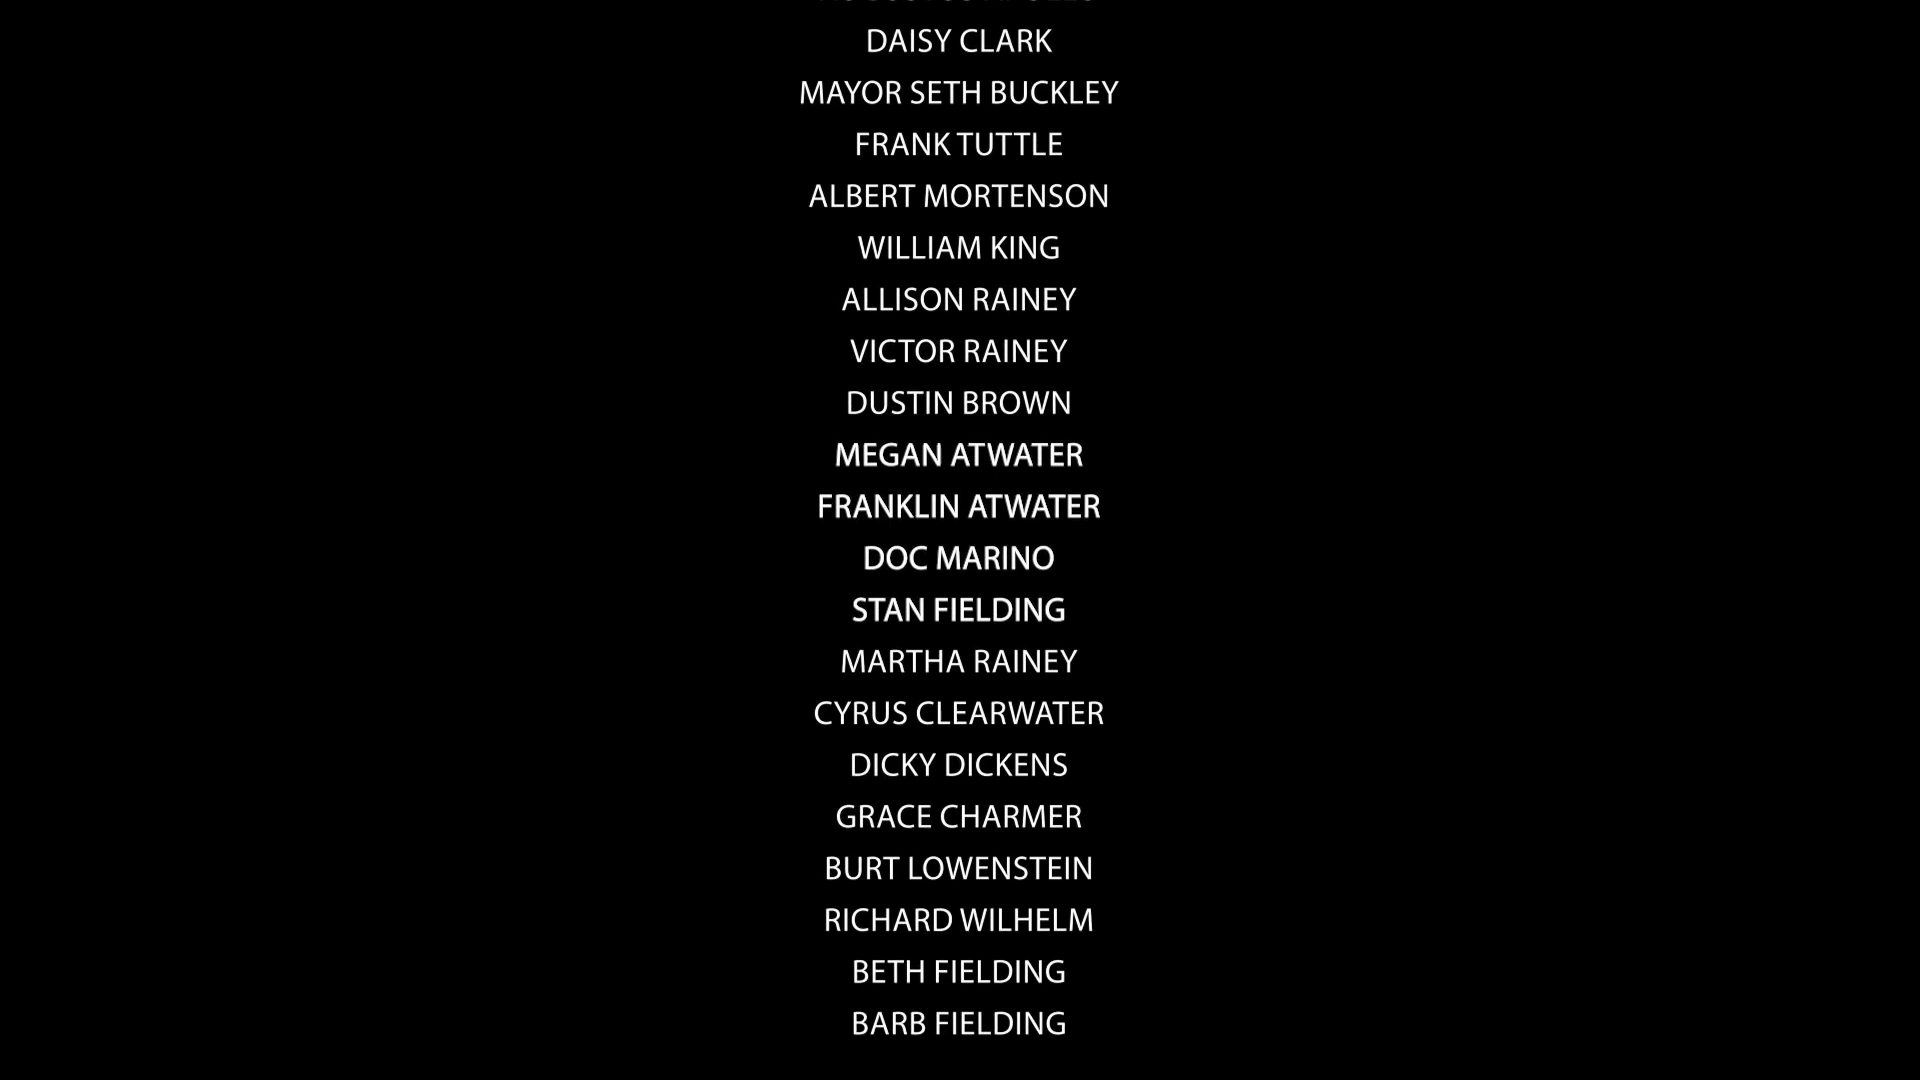 DAISY CLARK
MAYOR SETH BUCKLEY
FRANK TUTTLE
ALBERT MORTENSON
WILLIAM KING
ALLISON RAINEY
VICTOR RAINEY
DUSTIN BROWN
MEGAN ATWATER
FRANKLIN ATWATER
DOC MARINO
STAN FIELDING
MARTHA RAINEY
CYRUS CLEARWATER
DICKY DICKENS
GRACE CHARMER
BURT LOWENSTEIN
RICHARD WILHELM
BETH FIELDING
BARB FIELDING